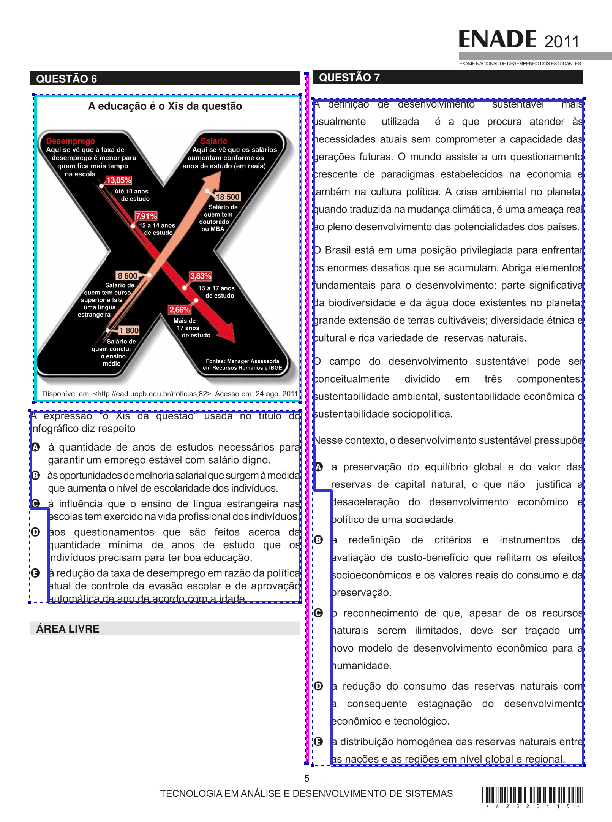 ENADE 2011
EXAME NACIONAL DE DESEMPENHO DOS ESTUDANTES
QUESTÃO 6
A educação é o Xis da questão
Desemprego
Aqui se vê que a taxa de
desemprego é menor para
quem fica mais tempo
na escola
Salário
Aqui se vê que os salários
aumentam conforme os
anos de estudo (em reais)
13,05%
Até 10 anos
de estudo
18 500
Salário de
quem tem
doutorado
ou MBA
7,91%
12 a 14 anos
de estudo
8 600
Salário de
quem tem curso
superior e fala
uma língua
estrangeira
3,83%
15 a 17 anos
de estudo
2,66%
Mais de
17 anos
de estudo
1 800
Salário de
quem conclui
o ensino
médio
Fontes: Manager Assessoria
em Recursos Humanos e IBGE
Acesso em: 24 ago. 2011
A expressão "o Xis da questão" usada no título do
infográfico diz respeito
A à quantidade de anos de estudos necessários para
garantir um emprego estável com salário digno.
B às oportunidades de melhoria salarial que surgem à medida
que aumenta o nível de escolaridade dos indivíduos.
C à influência que o ensino de língua estrangeira nas
escolas tem exercido na vida profissional dos indivíduos.
D aos questionamentos que são feitos acerca da
quantidade mínima de anos de estudo que os
indivíduos precisam para ter boa educação.
E à redução da taxa de desemprego em razão da política
atual de controle da evasão escolar e de aprovação
automática de ano de acordo com a idade.
ÁREA LIVRE
QUESTÃO 7
A definição de desenvolvimento sustentável mais
usualmente utilizada é a que procura atender às
necessidades atuais sem comprometer a capacidade das
gerações futuras. O mundo assiste a um questionamento
crescente de paradigmas estabelecidos na economia e
também na cultura política. A crise ambiental no planeta,
quando traduzida na mudança climática, é uma ameaça real
ao pleno desenvolvimento das potencialidades dos países.
O Brasil está em uma posição privilegiada para enfrentar
os enormes desafios que se acumulam. Abriga elementos
fundamentais para o desenvolvimento: parte significativa
da biodiversidade e da água doce existentes no planeta;
grande extensão de terras cultiváveis; diversidade étnica e
cultural e rica variedade de reservas naturais.
O campo do desenvolvimento sustentável pode ser
conceitualmente dividido em três componentes:
sustentabilidade ambiental, sustentabilidade econômica e
sustentabilidade sociopolítica.
Nesse contexto, o desenvolvimento sustentável pressupõe
A a preservação do equilíbrio global e do valor das
reservas de capital natural, o que não justifica a
desaceleração do desenvolvimento econômico e
político de uma sociedade.
B a redefinição de critérios e instrumentos de
avaliação de custo-benefício que reflitam os efeitos
socioeconômicos e os valores reais do consumo e da
preservação.
C o reconhecimento de que, apesar de os recursos
naturais serem ilimitados, deve ser traçado um
novo modelo de desenvolvimento econômico para a
humanidade.
D a redução do consumo das reservas naturais com
a consequente estagnação do desenvolvimento
econômico e tecnológico.
E a distribuição homogênea das reservas naturais entre
as nações e as regiões em nível global e regional.
5
TECNOLOGIA EM ANÁLISE E DESENVOLVIMENTO DE SISTEMAS